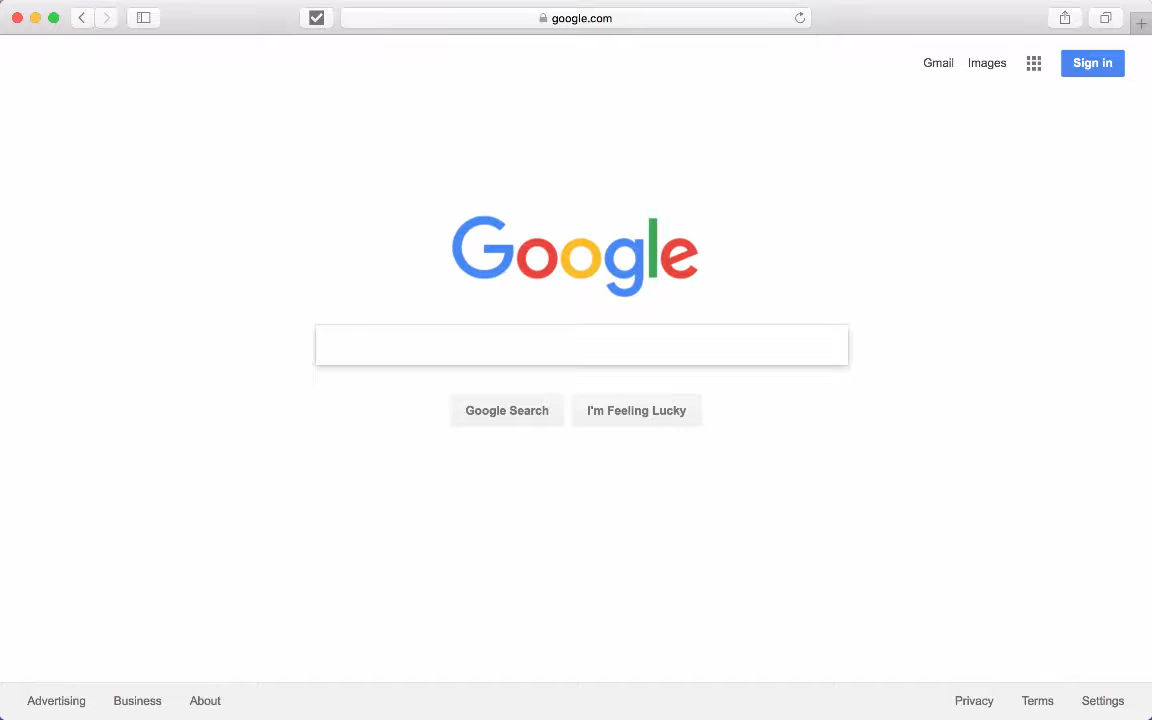 google.com
Gmail Images Sign in
Google
Google Search I'm Feeling Lucky
Advertising Business About Privacy Terms Settings